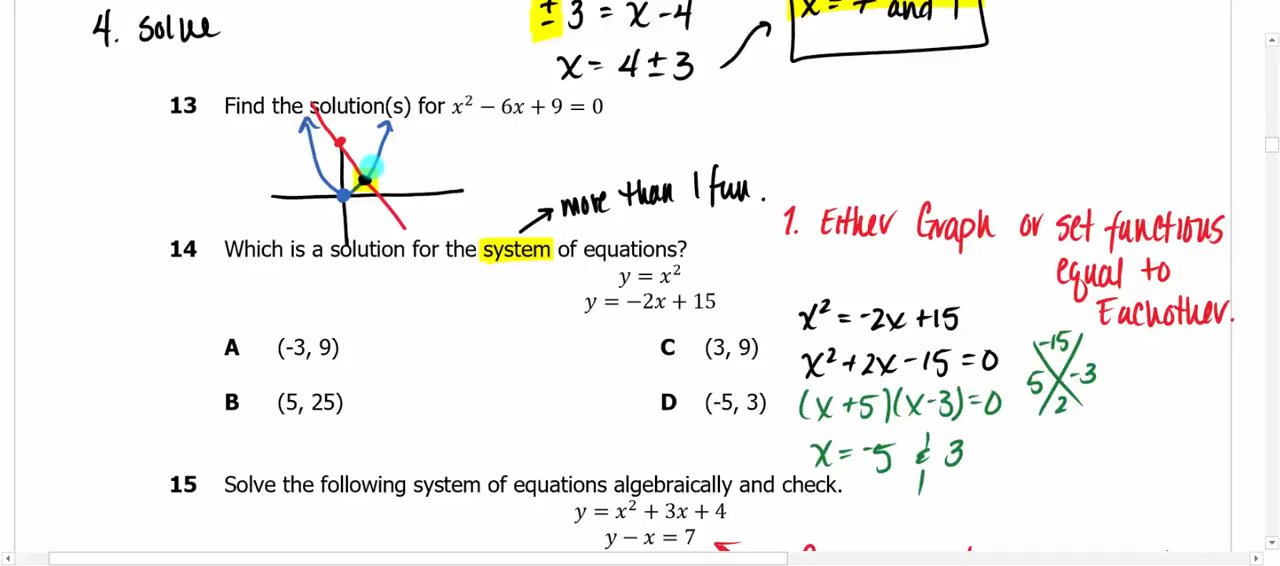 4. Solve
± 3 = x - 4
x = 4 ± 3
x = 7 and 1
13 Find the solution(s) for x² − 6x + 9 = 0
more than 1 fun.
14 Which is a solution for the system of equations?
y = x²
y = −2x + 15
A (-3, 9)
C (3, 9)
B (5, 25)
D (-5, 3)
1. Either Graph or set functions
equal to
Eachother.
x² = -2x + 15
x² + 2x - 15 = 0
-15
5 -3
2
(x + 5)(x - 3) = 0
x = -5 & 3
15 Solve the following system of equations algebraically and check.
y = x² + 3x + 4
y − x = 7